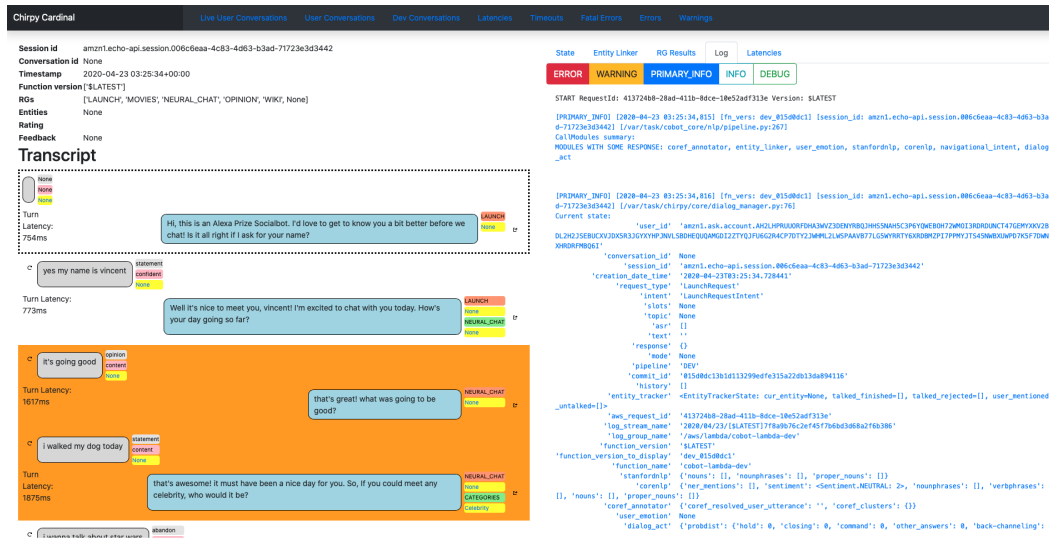 Chirpy Cardinal
Live User Conversations
User Conversations
Dev Conversations
Latencies
Timeouts
Fatal Errors
Errors
Warnings
Session id amzn1.echo-api.session.006c6eaa-4c83-4d63-b3ad-71723e3d3442
Conversation id None
Timestamp 2020-04-23 03:25:34+00:00
Function version ['$LATEST']
RGs ['LAUNCH', 'MOVIES', 'NEURAL_CHAT', 'OPINION', 'WIKI', None]
Entities None
Rating
Feedback None
Transcript
None
None
None
Turn
Latency:
754ms
Hi, this is an Alexa Prize Socialbot. I'd love to get to know you a bit better before we
chat! Is it all right if I ask for your name?
LAUNCH
None
yes my name is vincent
statement
confident
None
Turn Latency:
773ms
Well it's nice to meet you, vincent! I'm excited to chat with you today. How's
your day going so far?
LAUNCH
None
NEURAL_CHAT
None
it's going good
opinion
content
None
Turn Latency:
1617ms
that's great! what was going to be
good?
NEURAL_CHAT
None
i walked my dog today
statement
content
None
Turn
Latency:
1875ms
that's awesome! it must have been a nice day for you. So, If you could meet any
celebrity, who would it be?
NEURAL_CHAT
None
CATEGORIES
Celebrity
i wanna talk about star wars
abandon
State
Entity Linker
RG Results
Log
Latencies
ERROR
WARNING
PRIMARY_INFO
INFO
DEBUG
START RequestId: 413724b8-28ad-411b-8dce-10e52adf313e Version: $LATEST
[PRIMARY_INFO] [2020-04-23 03:25:34,815] [fn_vers: dev_015d0dc1] [session_id: amzn1.echo-api.session.006c6eaa-4c83-4d63-b3a
d-71723e3d3442] [/var/task/cobot_core/nlp/pipeline.py:267]
CallModules summary:
MODULES WITH SOME RESPONSE: coref_annotator, entity_linker, user_emotion, stanfordnlp, corenlp, navigational_intent, dialog
_act
[PRIMARY_INFO] [2020-04-23 03:25:34,816] [fn_vers: dev_015d0dc1] [session_id: amzn1.echo-api.session.006c6eaa-4c83-4d63-b3a
d-71723e3d3442] [/var/task/chirpy/core/dialog_manager.py:76]
Current state:
'user_id'
'conversation_id' None
'session_id' 'amzn1.echo-api.session.006c6eaa-4c83-4d63-b3ad-71723e3d3442'
'creation_date_time' '2020-04-23T03:25:34.728441'
'request_type' 'LaunchRequest'
'intent' 'LaunchRequestIntent'
'slots' None
'topic' None
'asr' []
'text' ''
'response' {}
'mode' None
'pipeline' 'DEV'
'commit_id' '015d0dc13b1d113299edfe315a22db13da894116'
'history' []
'entity_tracker' <EntityTrackerState: cur_entity=None, talked_finished=[], talked_rejected=[], user_mentioned
_untalked=[]>
'aws_request_id' '413724b8-28ad-411b-8dce-10e52adf313e'
'log_stream_name' '2020/04/23/[$LATEST]7f8a9b76c2ef45f7b6bd3d68a2f6b386'
'log_group_name' '/aws/lambda/cobot-lambda-dev'
'function_version' '$LATEST'
'function_version_to_display' 'dev_015d0dc1'
'function_name' 'cobot-lambda-dev'
'stanfordnlp' {'nouns': [], 'nounphrases': [], 'proper_nouns': []}
'corenlp' {'ner_mentions': [], 'sentiment': <Sentiment.NEUTRAL: 2>, 'nounphrases': [], 'verbphrases':
[], 'nouns': [], 'proper_nouns': []}
'coref_annotator' {'coref_resolved_user_utterance': '', 'coref_clusters': {}}
'user_emotion' None
'dialog_act' {'probdist': {'hold': 0, 'closing': 0, 'command': 0, 'other_answers': 0, 'back-channeling':